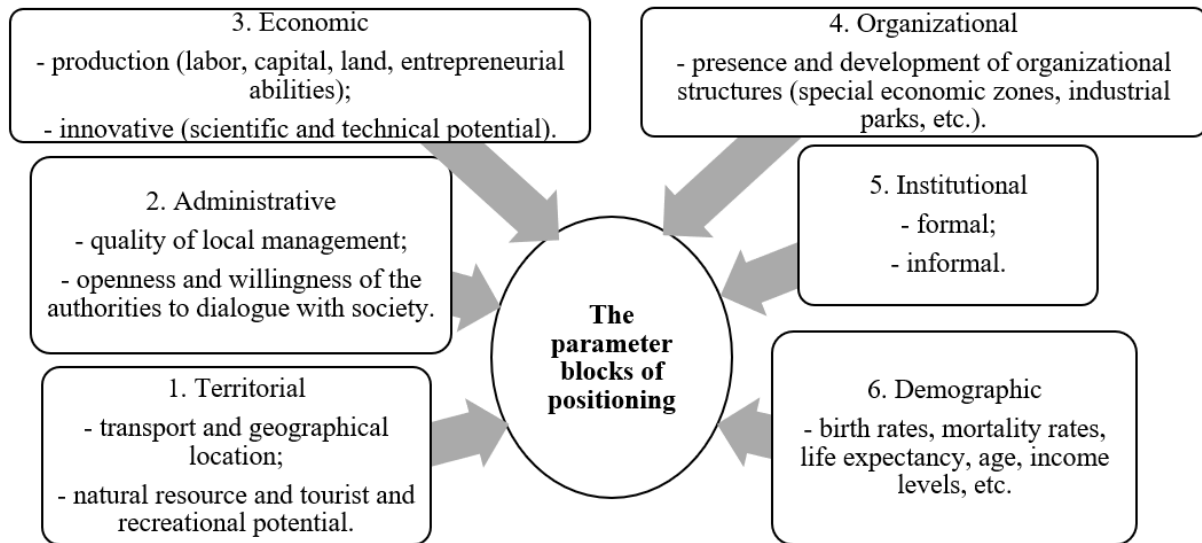 3. Economic
- production (labor, capital, land, entrepreneurial
abilities);
- innovative (scientific and technical potential).
4. Organizational
- presence and development of organizational
structures (special economic zones, industrial
parks, etc.).
2. Administrative
- quality of local management;
- openness and willingness of the
authorities to dialogue with society.
5. Institutional
- formal;
- informal.
The
parameter
blocks of
positioning
1. Territorial
- transport and geographical
location;
- natural resource and tourist and
recreational potential.
6. Demographic
- birth rates, mortality rates,
life expectancy, age, income
levels, etc.